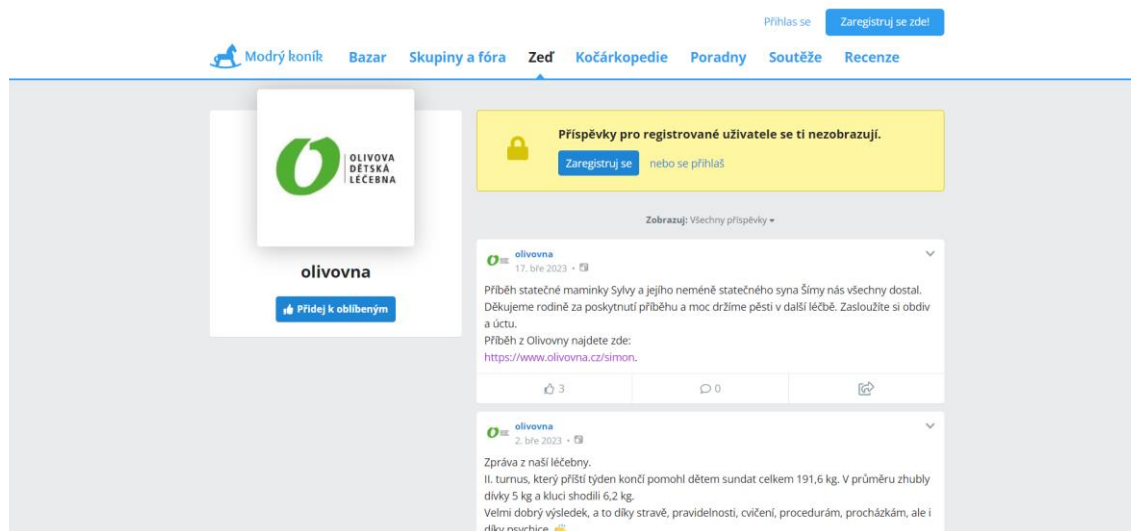 Přihlas se
Zaregistruj se zde!
Modrý koník
Bazar
Skupiny a fóra
Zeď
Kočárkopedie
Poradny
Soutěže
Recenze
OLIVOVA
DĚTSKÁ
LÉČEBNA
olivovna
Přidej k oblíbeným
Příspěvky pro registrované uživatele se ti nezobrazují.
Zaregistruj se
nebo se přihlaš
Zobrazuj: Všechny příspěvky
olivovna
17. bře 2023 •
Příběh statečné maminky Sylvy a jejího neméně statečného syna Šímy nás všechny dostal.
Děkujeme rodině za poskytnutí příběhu a moc držíme pěsti v další léčbě. Zasloužíte si obdiv
a úctu.
Příběh z Olivovny najdete zde:
https://www.olivovna.cz/simon.
3
0
olivovna
2. bře 2023 •
Zpráva z naší léčebny.
II. turnus, který příští týden končí pomohl dětem sundat celkem 191,6 kg. V průměru zhubly
dívky 5 kg a kluci shodili 6,2 kg.
Velmi dobrý výsledek, a to díky stravě, pravidelnosti, cvičení, procedurám, procházkám, ale i
díky psychice.